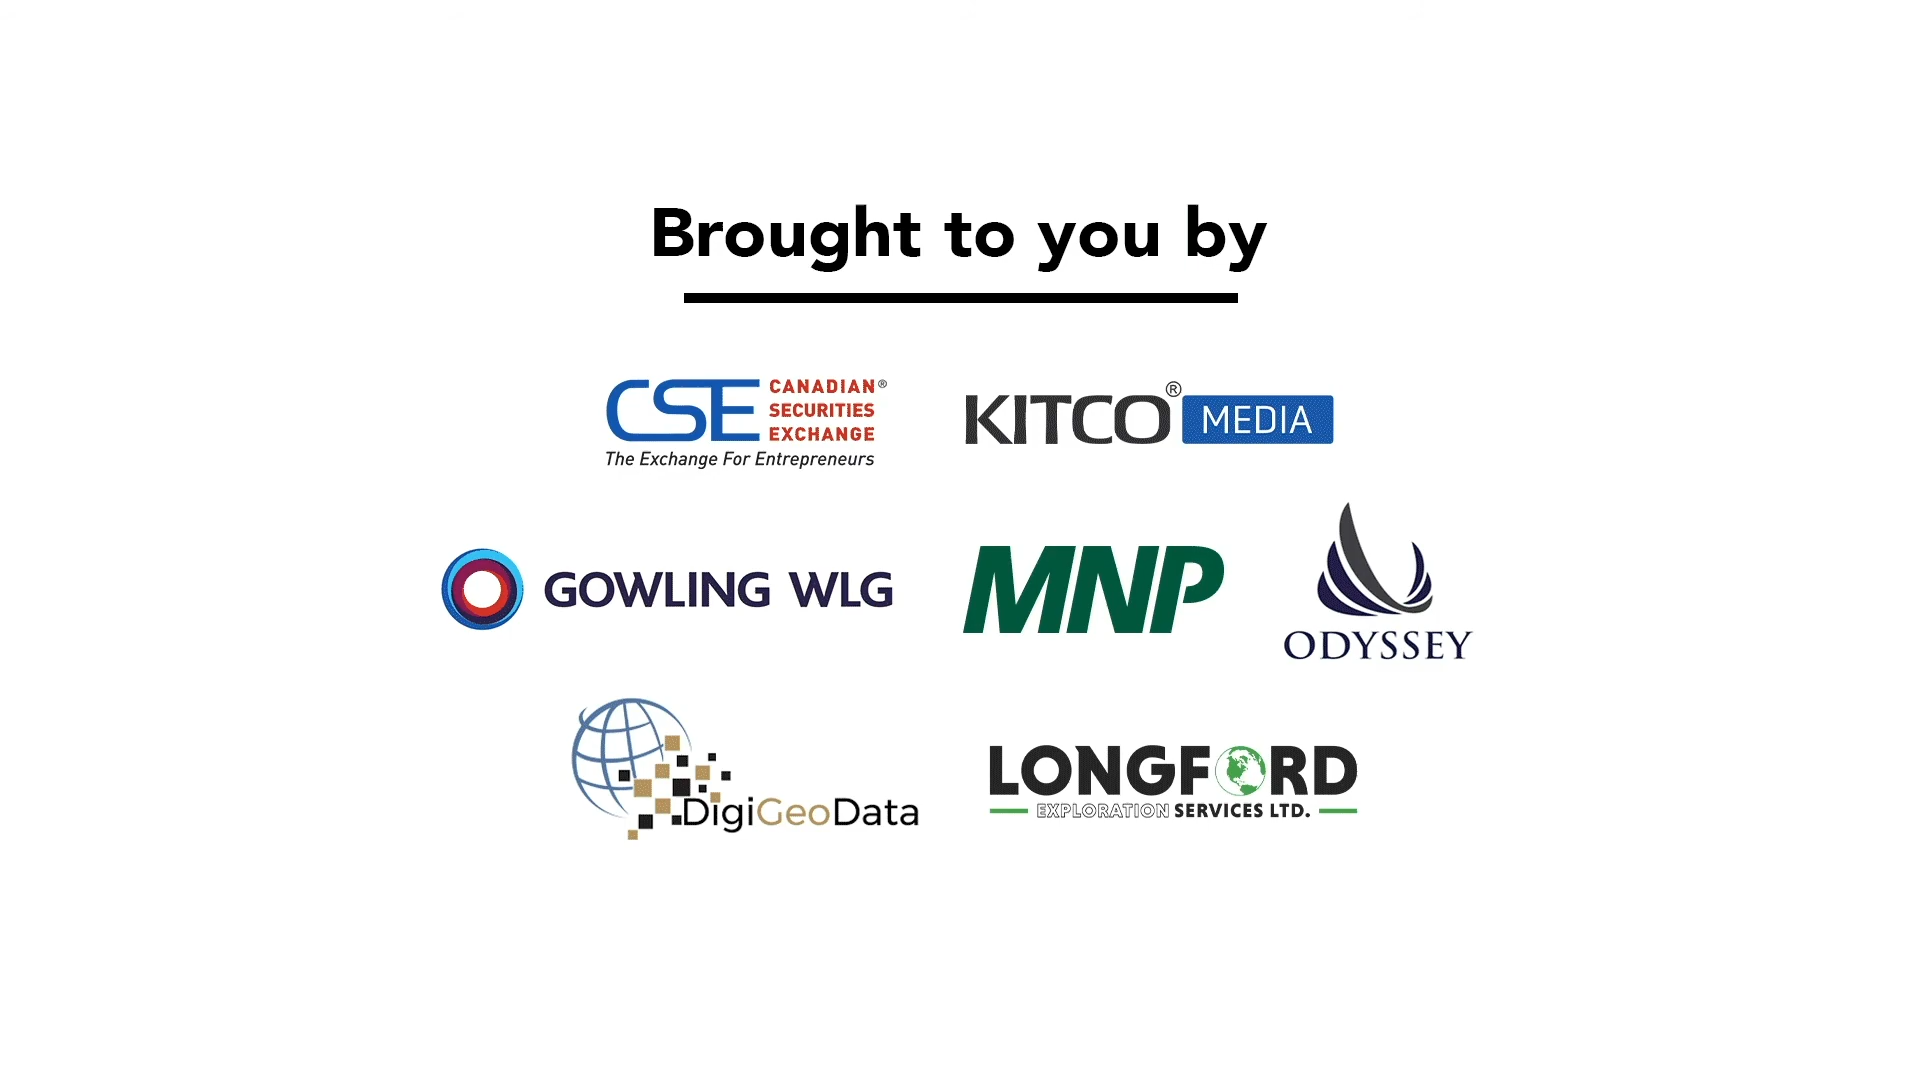 Brought to you by
CSE CANADIAN®
SECURITIES
EXCHANGE
The Exchange For Entrepreneurs
KITCO® MEDIA
GOWLING WLG
MNP
ODYSSEY
DigiGeoData
LONGFORD
EXPLORATION SERVICES LTD.